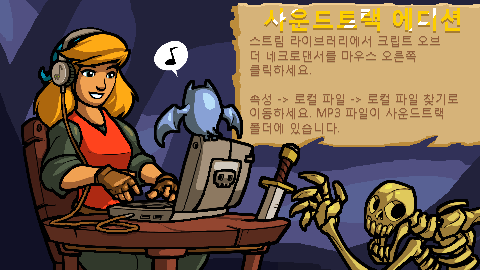 사운드트랙 에디션
스트림 라이브러리에서 크립트 오브
더 네크로댄서를 마우스 오른쪽
클릭하세요.
속성 -> 로컬 파일 -> 로컬 파일 찾기로
이동하세요. MP3 파일이 사운드트랙
폴더에 있습니다.